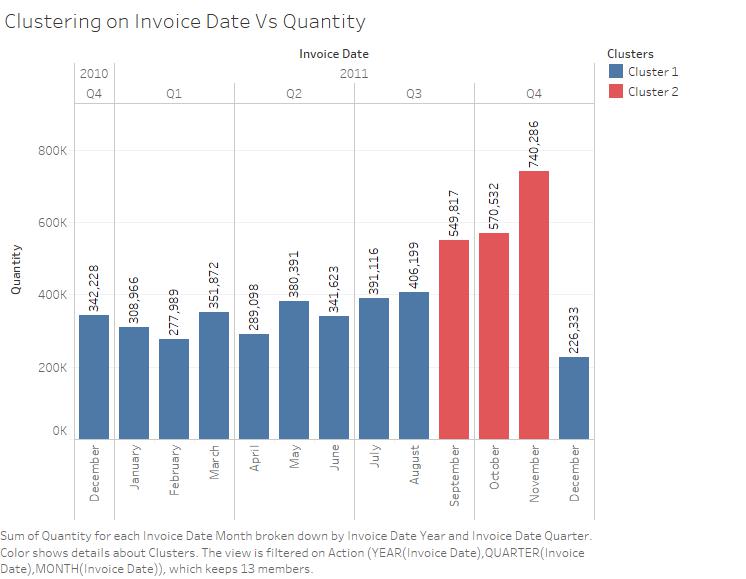 Clustering on Invoice Date Vs Quantity
Invoice Date
Clusters
2010
2011
Cluster 1
Q4
Q1
Q2
Q3
Q4
Cluster 2
Quantity
800K
600K
400K
200K
0K
342,228
308,966
277,989
351,872
289,098
380,391
341,623
391,116
406,199
549,817
570,532
740,286
226,333
December
January
February
March
April
May
June
July
August
September
October
November
December
Sum of Quantity for each Invoice Date Month broken down by Invoice Date Year and Invoice Date Quarter.
Color shows details about Clusters. The view is filtered on Action (YEAR(Invoice Date),QUARTER(Invoice
Date),MONTH(Invoice Date)), which keeps 13 members.